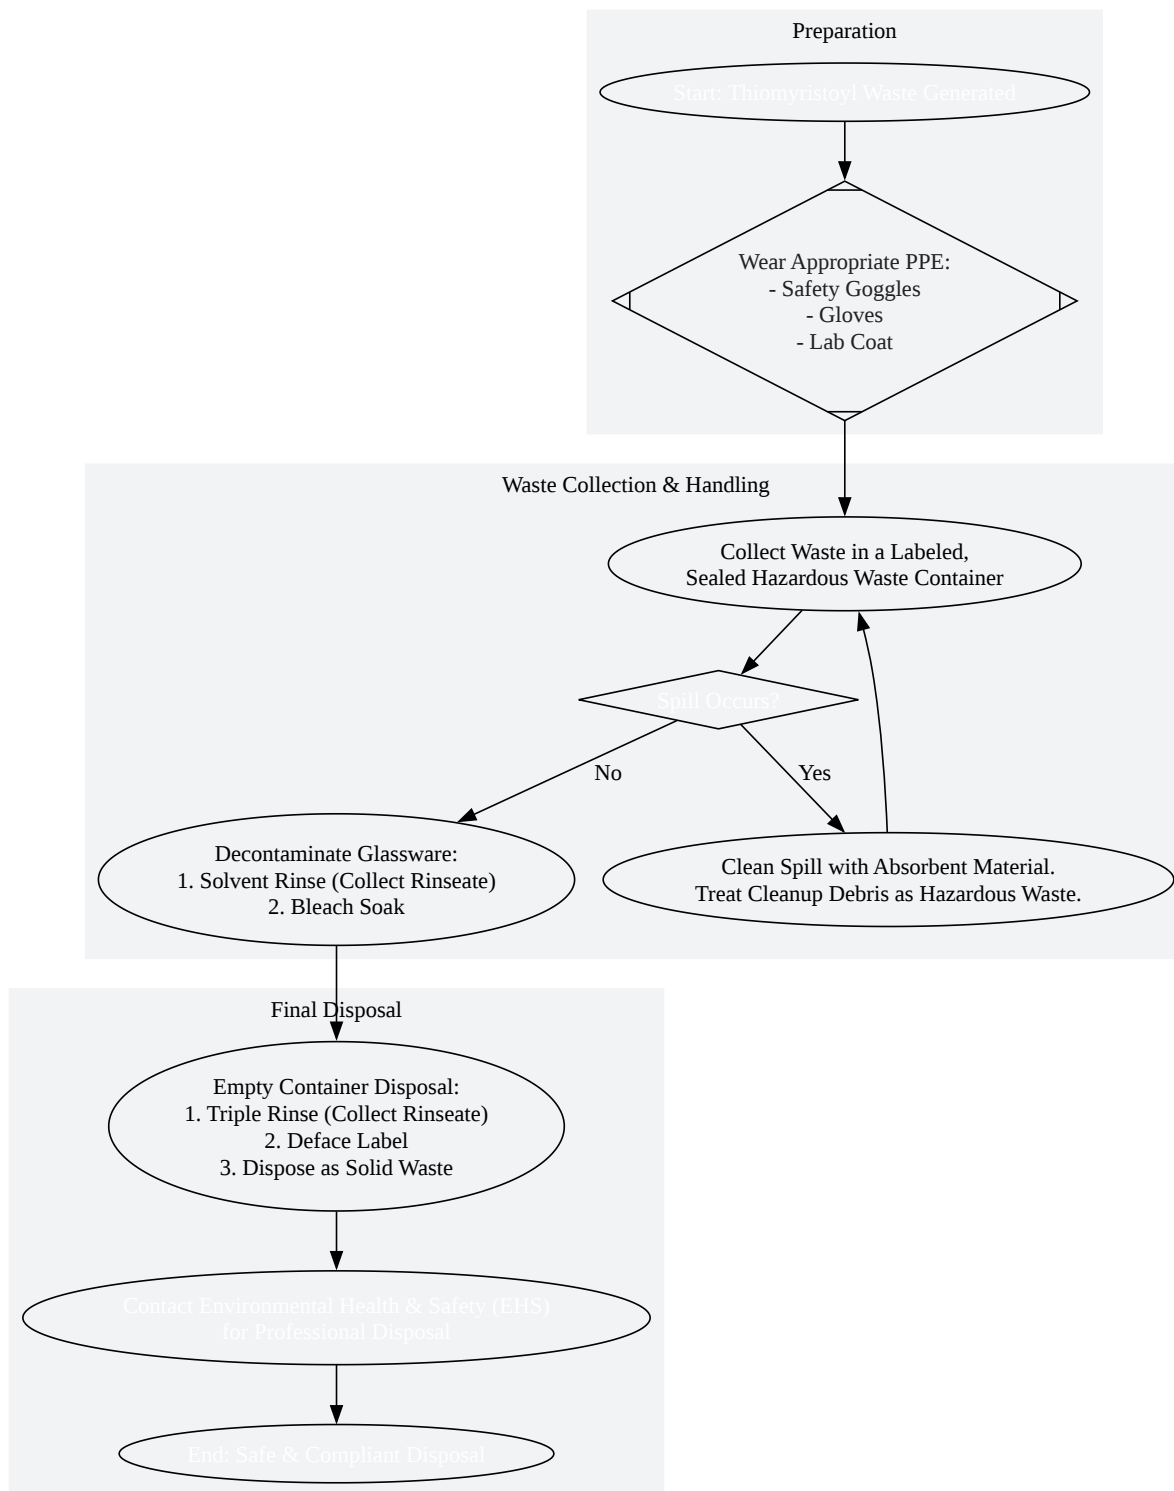 Preparation
Start: Thiomyristoyl Waste Generated
Wear Appropriate PPE:
- Safety Goggles
- Gloves
- Lab Coat
Waste Collection & Handling
Collect Waste in a Labeled,
Sealed Hazardous Waste Container
Spill Occurs?
No
Yes
Decontaminate Glassware:
1. Solvent Rinse (Collect Rinseate)
2. Bleach Soak
Clean Spill with Absorbent Material.
Treat Cleanup Debris as Hazardous Waste.
Final Disposal
Empty Container Disposal:
1. Triple Rinse (Collect Rinseate)
2. Deface Label
3. Dispose as Solid Waste
Contact Environmental Health & Safety (EHS)
for Professional Disposal
End: Safe & Compliant Disposal